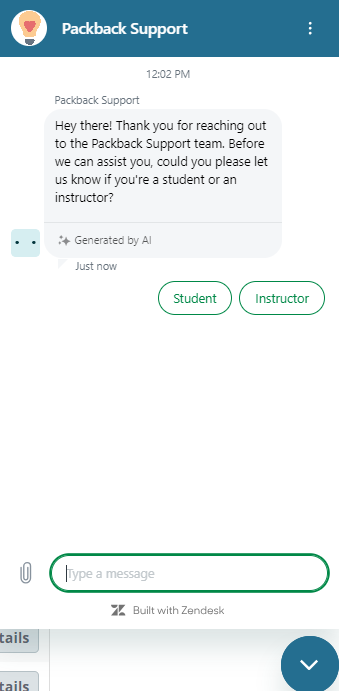 Packback Support
12:02 PM
Packback Support
Hey there! Thank you for reaching out
to the Packback Support team. Before
we can assist you, could you please let
us know if you're a student or an
instructor?
Generated by AI
Just now
Student
Instructor
Type a message
Built with Zendesk
tails
tails